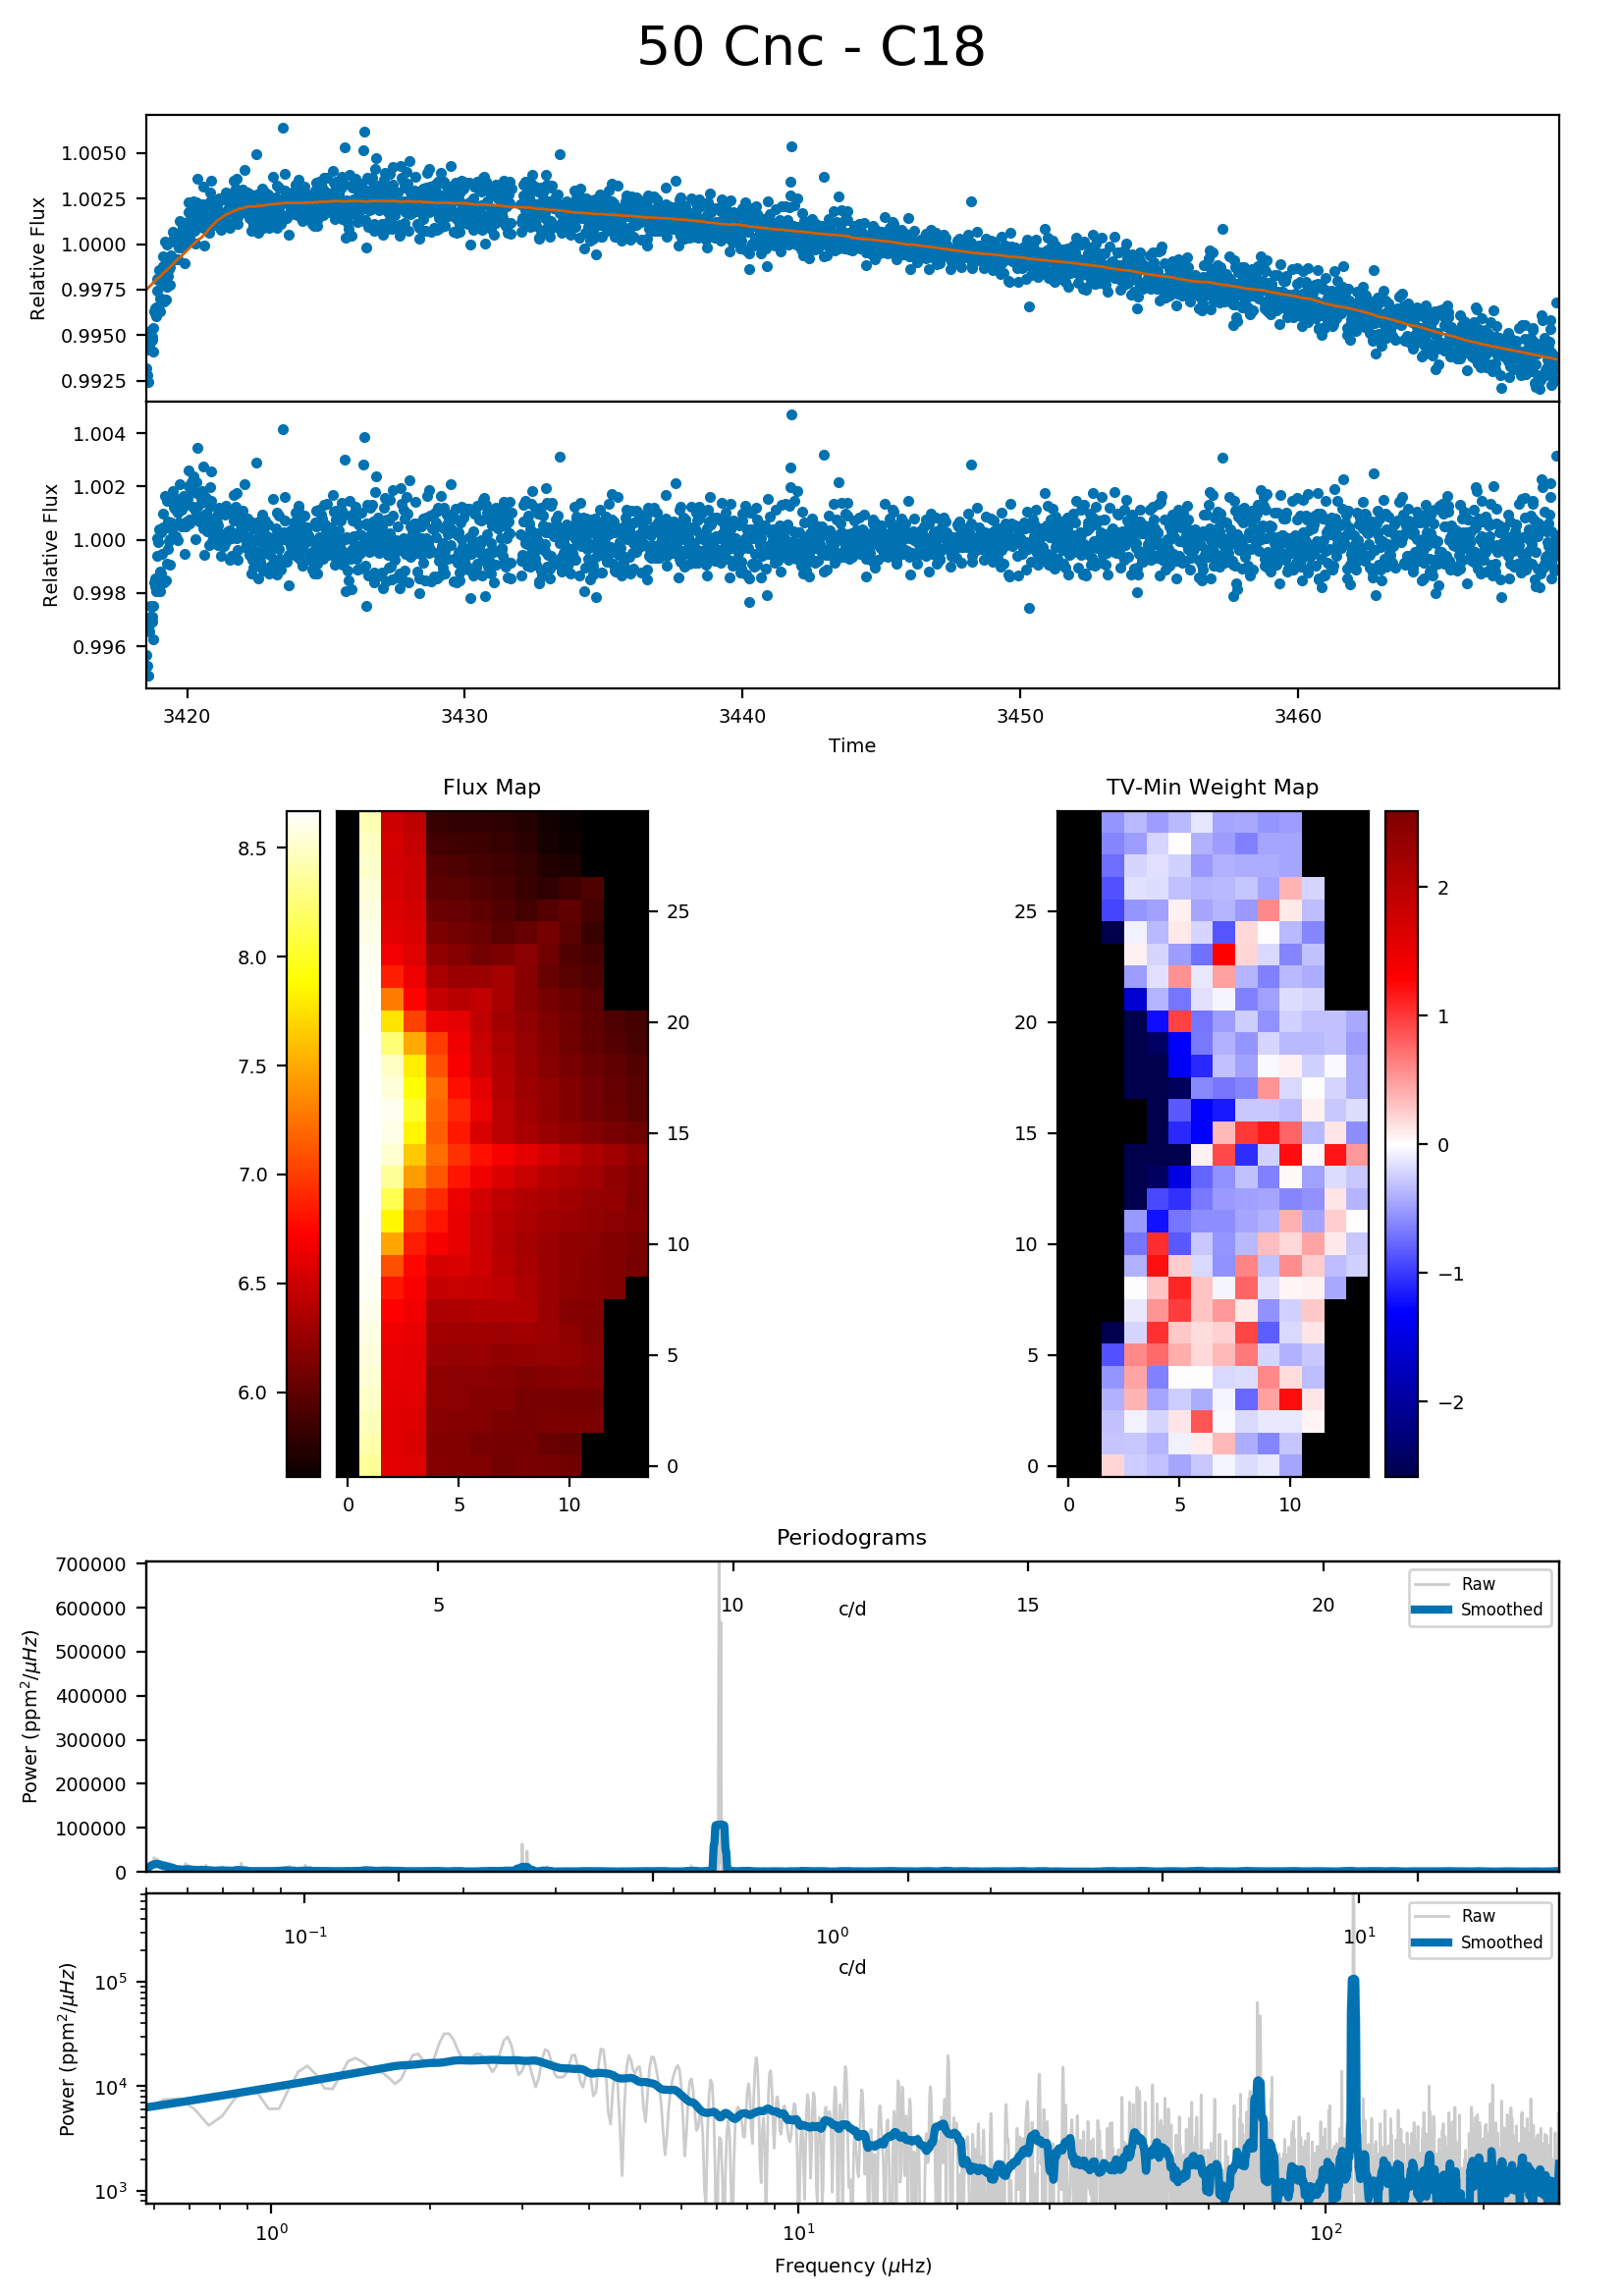 50 Cnc - C18
Relative Flux
1.0050
1.0025
1.0000
0.9975
0.9950
0.9925
Relative Flux
1.004
1.002
1.000
0.998
0.996
3420 3430 3440 3450 3460
Time
Flux Map
8.5
8.0
7.5
7.0
6.5
6.0
25
20
15
10
5
0
0 5 10
TV-Min Weight Map
25
20
15
10
5
0
0 5 10
2
1
0
−1
−2
Periodograms
Power (ppm²/μHz)
700000
600000
500000
400000
300000
200000
100000
0
5 10 15 20
c/d
Raw
Smoothed
Power (ppm²/μHz)
10⁵
10⁴
10³
10⁻¹ 10⁰ 10¹
c/d
Raw
Smoothed
10⁰ 10¹ 10²
Frequency (μHz)